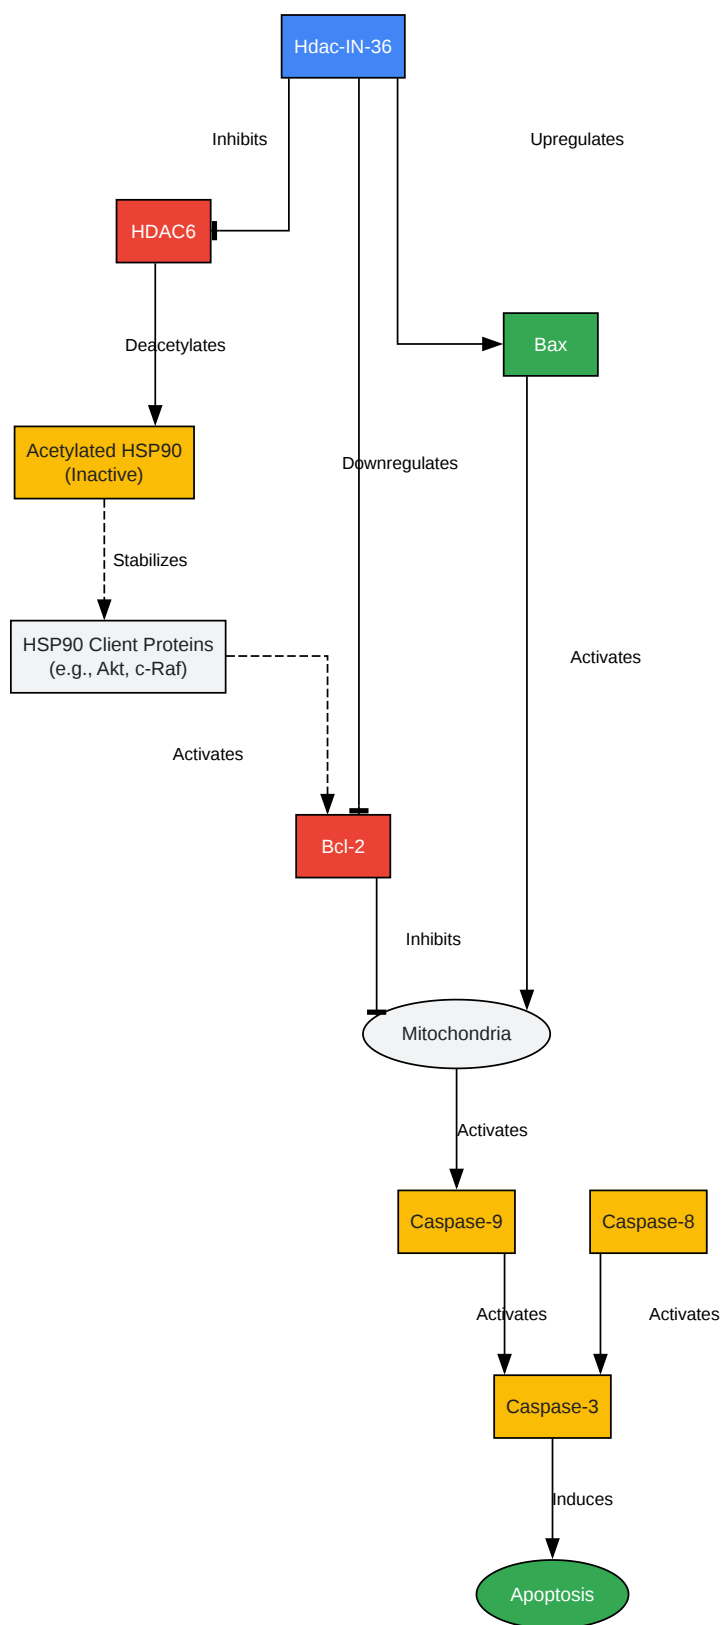 Hdac-IN-36
Inhibits
Upregulates
HDAC6
Deacetylates
Bax
Acetylated HSP90
(Inactive)
Downregulates
Stabilizes
HSP90 Client Proteins
(e.g., Akt, c-Raf)
Activates
Activates
Bcl-2
Inhibits
Mitochondria
Activates
Caspase-9
Caspase-8
Activates
Activates
Caspase-3
Induces
Apoptosis